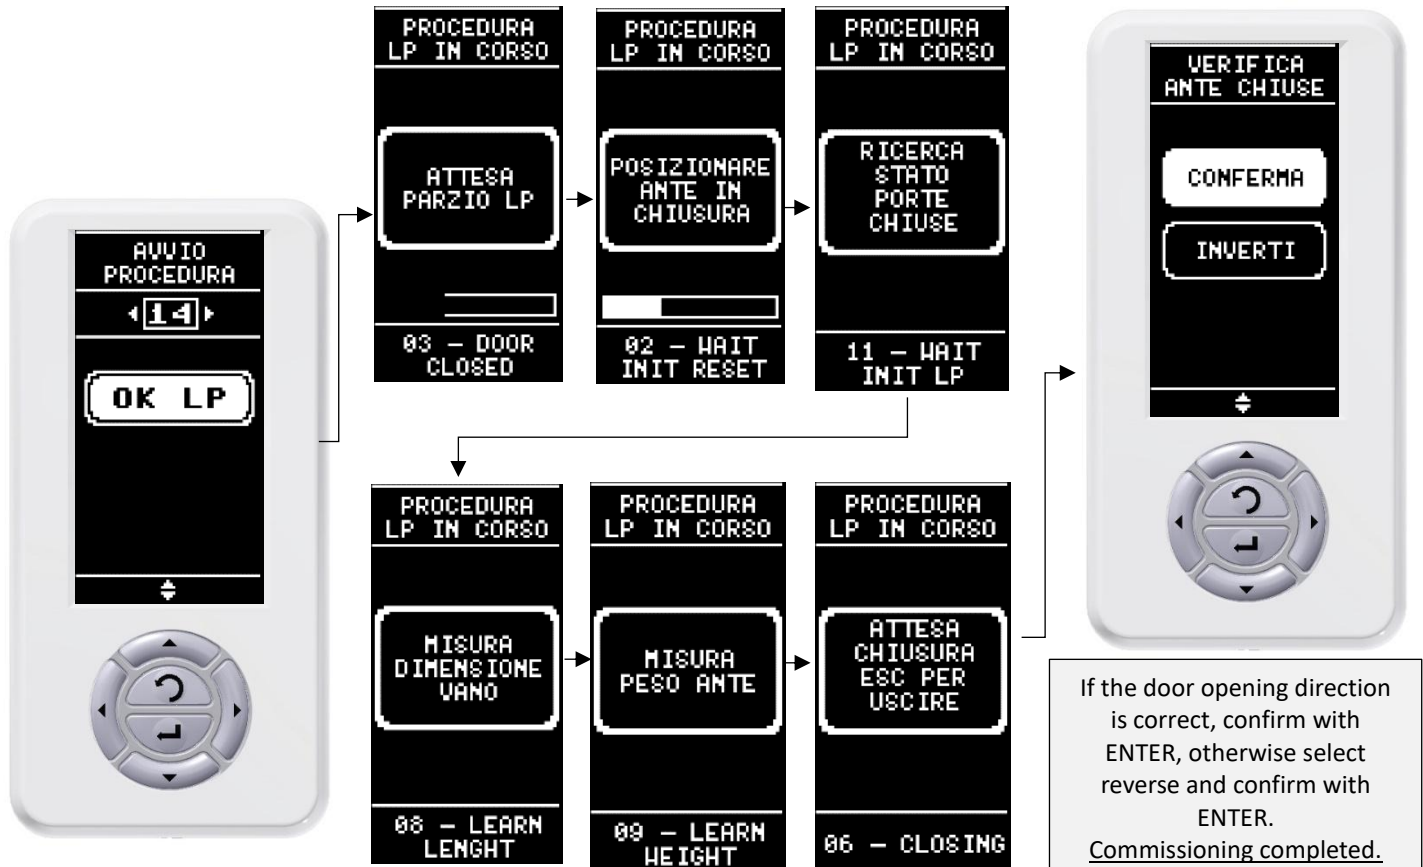 AVVIO
PROCEDURA
14
OK LP
PROCEDURA
LP IN CORSO
ATTESA
PARZIO LP
03 – DOOR
CLOSED
PROCEDURA
LP IN CORSO
POSIZIONARE
ANTE IN
CHIUSURA
02 – WAIT
INIT RESET
PROCEDURA
LP IN CORSO
RICERCA
STATO
PORTE
CHIUSE
11 – WAIT
INIT LP
PROCEDURA
LP IN CORSO
MISURA
DIMENSIONE
VANO
08 – LEARN
LENGHT
PROCEDURA
LP IN CORSO
MISURA
PESO ANTE
09 – LEARN
WEIGHT
PROCEDURA
LP IN CORSO
ATTESA
CHIUSURA
ESC PER
USCIRE
06 – CLOSING
VERIFICA
ANTE CHIUSE
CONFERMA
INVERTI
If the door opening direction
is correct, confirm with
ENTER, otherwise select
reverse and confirm with
ENTER.
Commissioning completed.